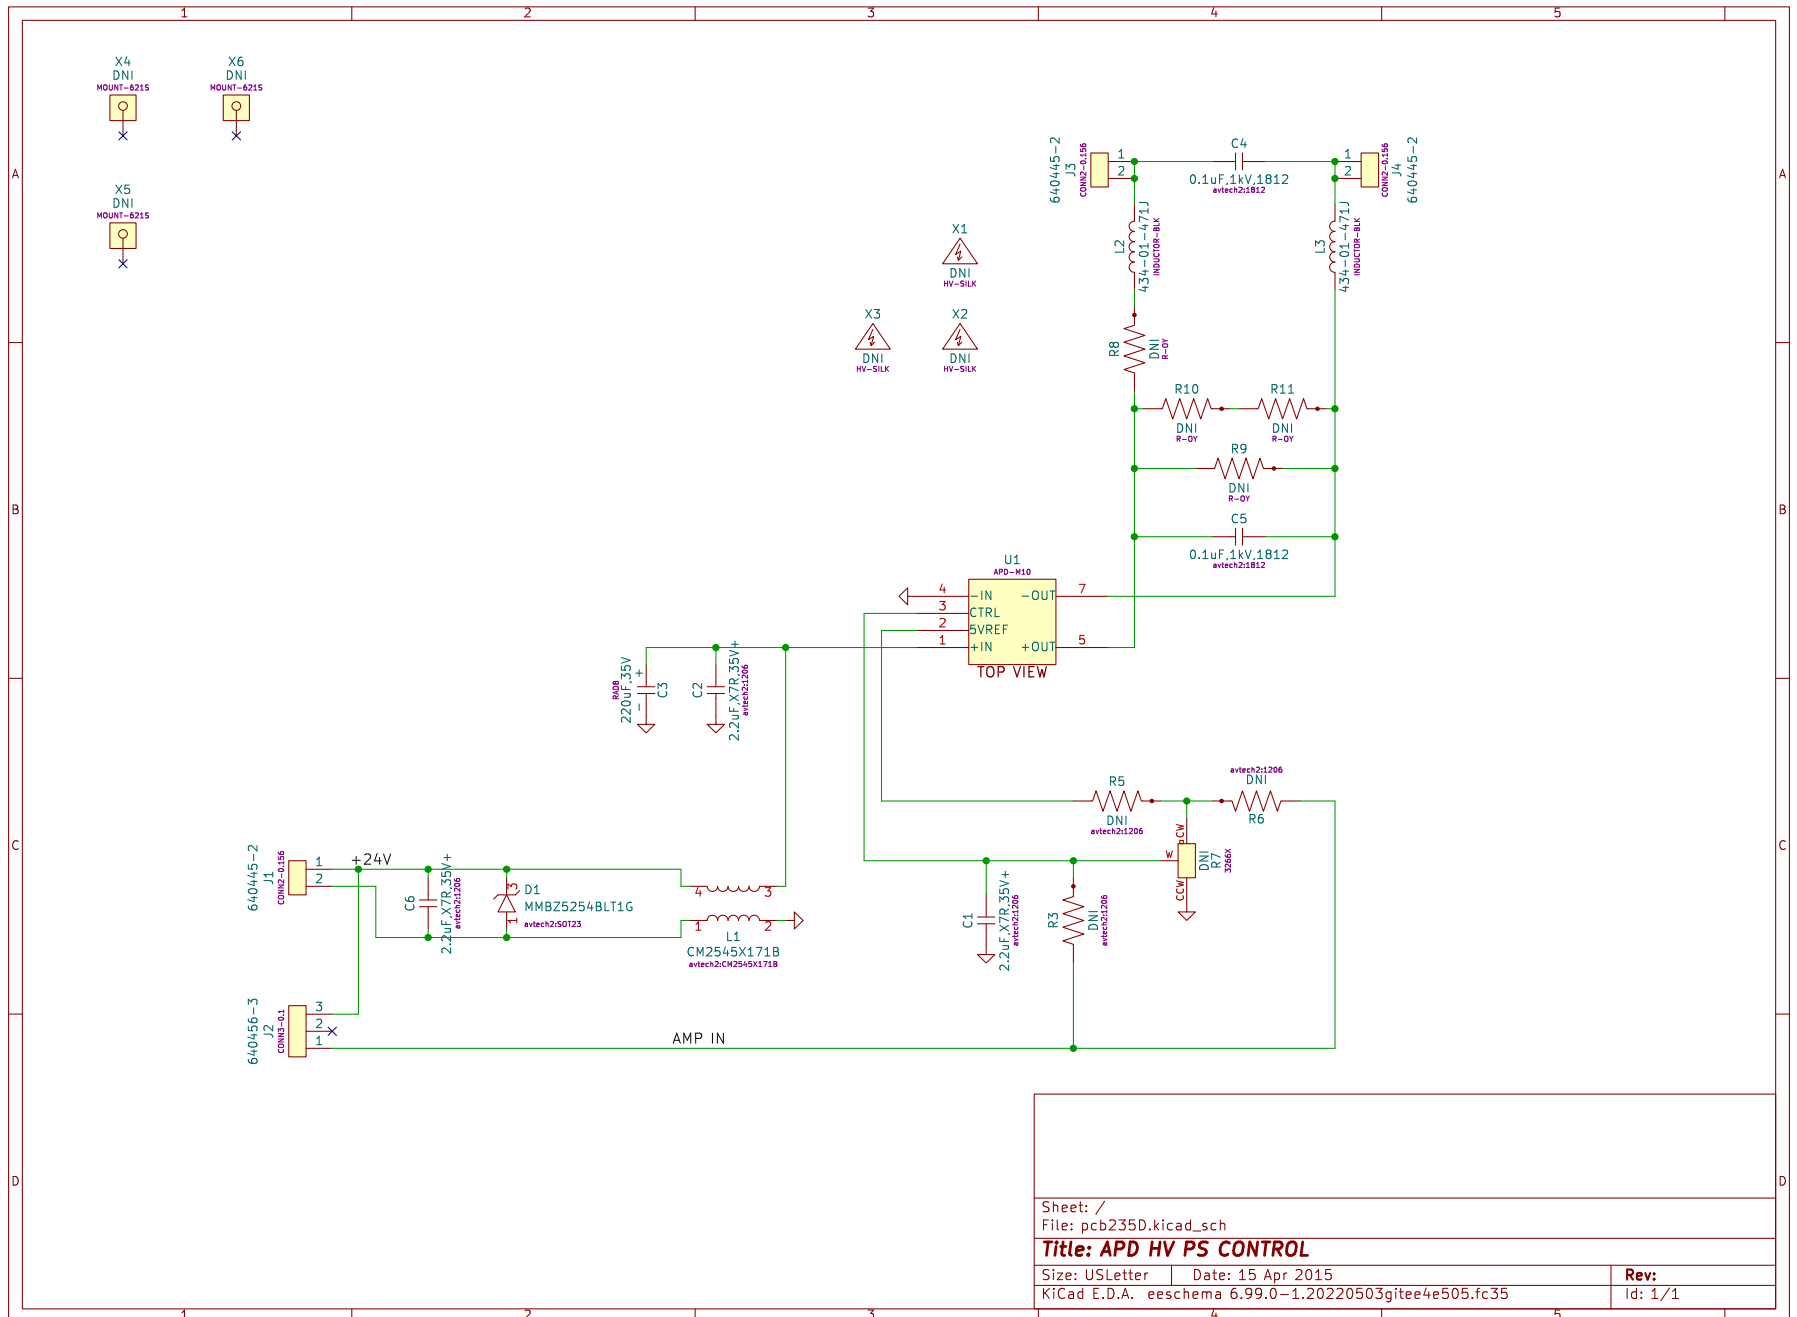 1 2 3 4 5
X4
DNI
MOUNT-621S
X6
DNI
MOUNT-621S
X5
DNI
MOUNT-621S
A
A
640445-2
J3
CONN2-0.156
1
2
C4
0.1uF,1kV,1812
avtech2:1812
1
2
CONN2-0.156
J4
640445-2
L2
434-01-471J
INDUCTOR-BLK
L3
434-01-471J
INDUCTOR-BLK
X1
DNI
HV-SILK
X3
DNI
HV-SILK
X2
DNI
HV-SILK
R8
DNI
R-OY
R10
DNI
R-OY
R11
DNI
R-OY
R9
DNI
R-OY
B
B
C5
0.1uF,1kV,1812
avtech2:1812
U1
APD-M10
4 -IN -OUT 7
3 CTRL
2 5VREF
1 +IN +OUT 5
TOP VIEW
RAD8
220uF,35V
+
-
C3
C2
2.2uF,X7R,35V+
avtech2:1206
R5
DNI
avtech2:1206
avtech2:1206
DNI
R6
CW
W
CCW
DNI
R7
3266X
C
C
640445-2
J1
CONN2-0.156
1
2
+24V
C6
2.2uF,X7R,35V+
avtech2:1206
3
1
D1
MMBZ5254BLT1G
avtech2:SOT23
4 3
1 2
L1
CM2545X171B
avtech2:CM2545X171B
C1
2.2uF,X7R,35V+
avtech2:1206
R3
DNI
avtech2:1206
640456-3
J2
CONN3-0.1
3
2
1
AMP IN
D
D
Sheet: /
File: pcb235D.kicad_sch
Title: APD HV PS CONTROL
Size: USLetter Date: 15 Apr 2015 Rev:
KiCad E.D.A. eeschema 6.99.0-1.20220503gitee4e505.fc35 Id: 1/1
1 2 3 4 5